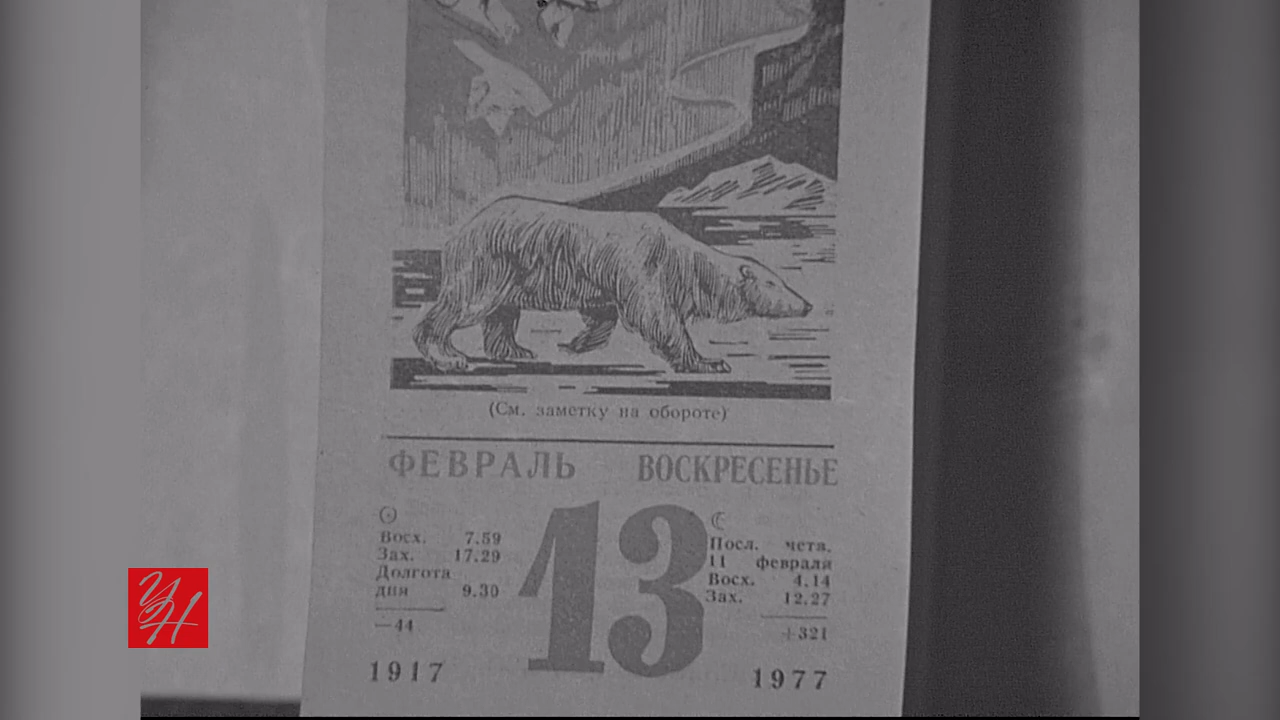 (См. заметку на обороте)
ФЕВРАЛЬ ВОСКРЕСЕНЬЕ
13
Восх. 7.59
Зах. 17.29
Долгота
дня 9.30
—44
Посл. четв.
11 февраля
Восх. 4.14
Зах. 12.27
+321
1917 1977
УН